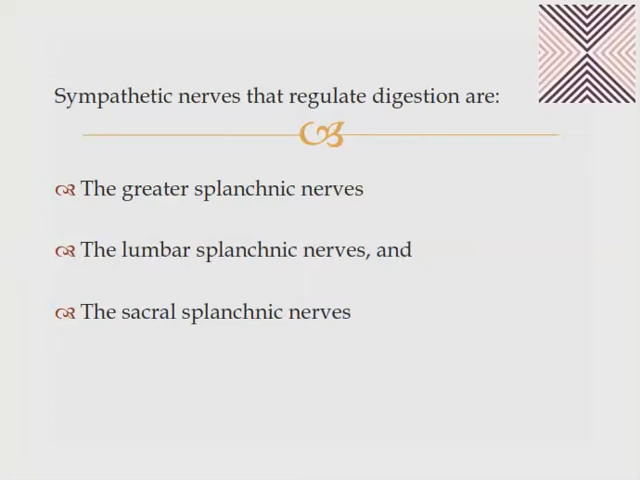 Sympathetic nerves that regulate digestion are:
The greater splanchnic nerves
The lumbar splanchnic nerves, and
The sacral splanchnic nerves